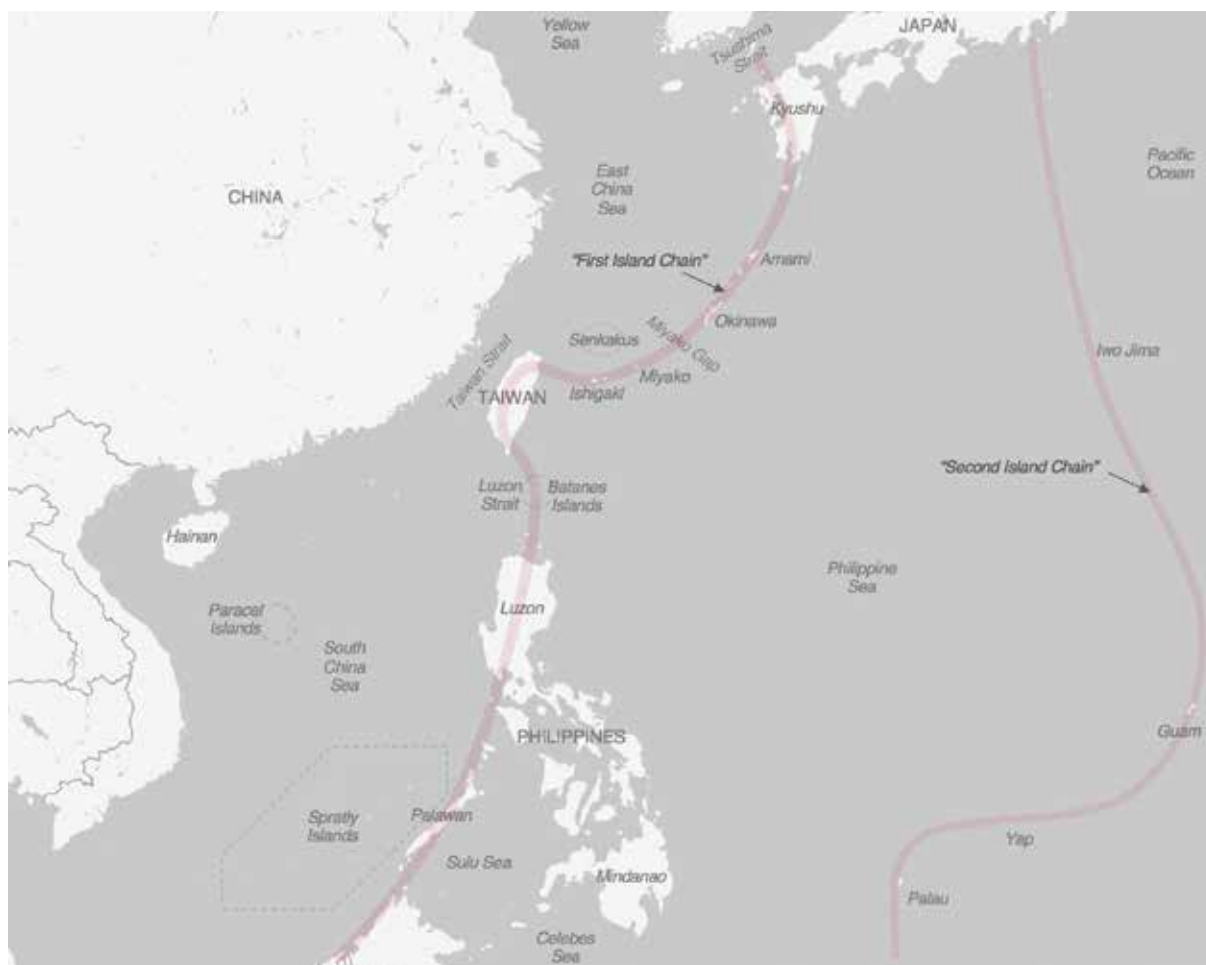 Yellow
Sea
JAPAN
Tsushima
Strait
Kyushu
Pacific
Ocean
East
China
Sea
CHINA
"First Island Chain"
Amami
Okinawa
Miyako Gap
Senkakus
Taiwan Strait
Iwo Jima
Miyako
Ishigaki
TAIWAN
"Second Island Chain"
Luzon
Strait
Batanes
Islands
Hainan
Philippine
Sea
Luzon
Paracel
Islands
South
China
Sea
Guam
PHILIPPINES
Palawan
Spratly
Islands
Yap
Sulu Sea
Mindanao
Palau
Celebes
Sea